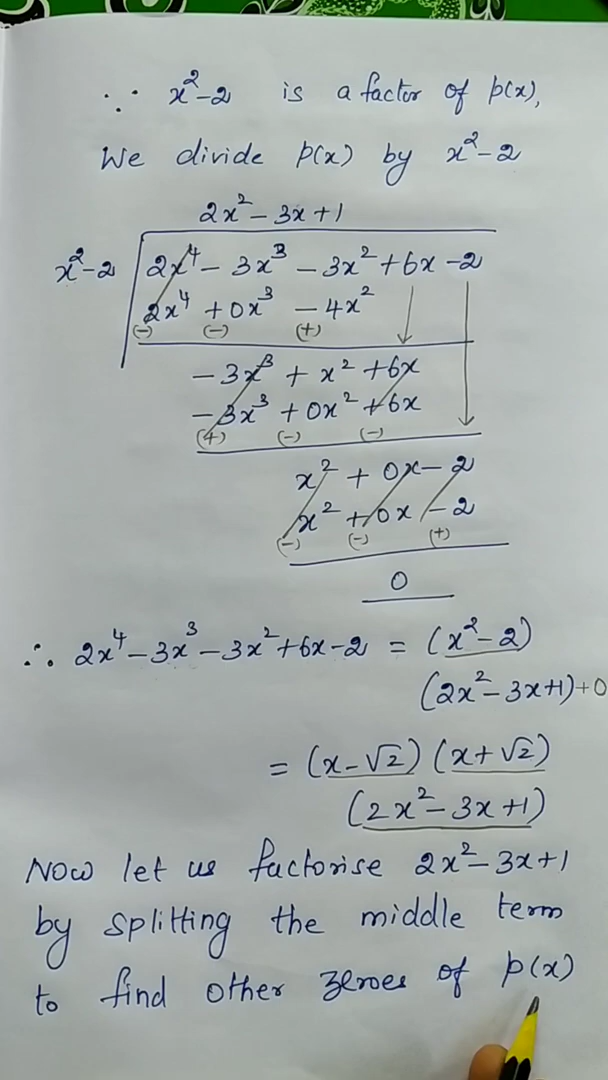 ∵ x²-2 is a factor of p(x),
We divide p(x) by x²-2
2x² - 3x + 1
x²-2 2x⁴ - 3x³ - 3x² + 6x - 2
2x⁴ + 0x³ - 4x²
(-) (-) (+)
- 3x³ + x² + 6x
- 3x³ + 0x² + 6x
(+) (-) (-)
x² + 0x - 2
x² + 0x - 2
(-) (-) (+)
0
∴ 2x⁴ - 3x³ - 3x² + 6x - 2 = (x²-2)
(2x² - 3x + 1) + 0
= (x-√2) (x+√2)
(2x² - 3x + 1)
Now let us factorise 2x² - 3x + 1
by splitting the middle term
to find other zeroes of p(x)